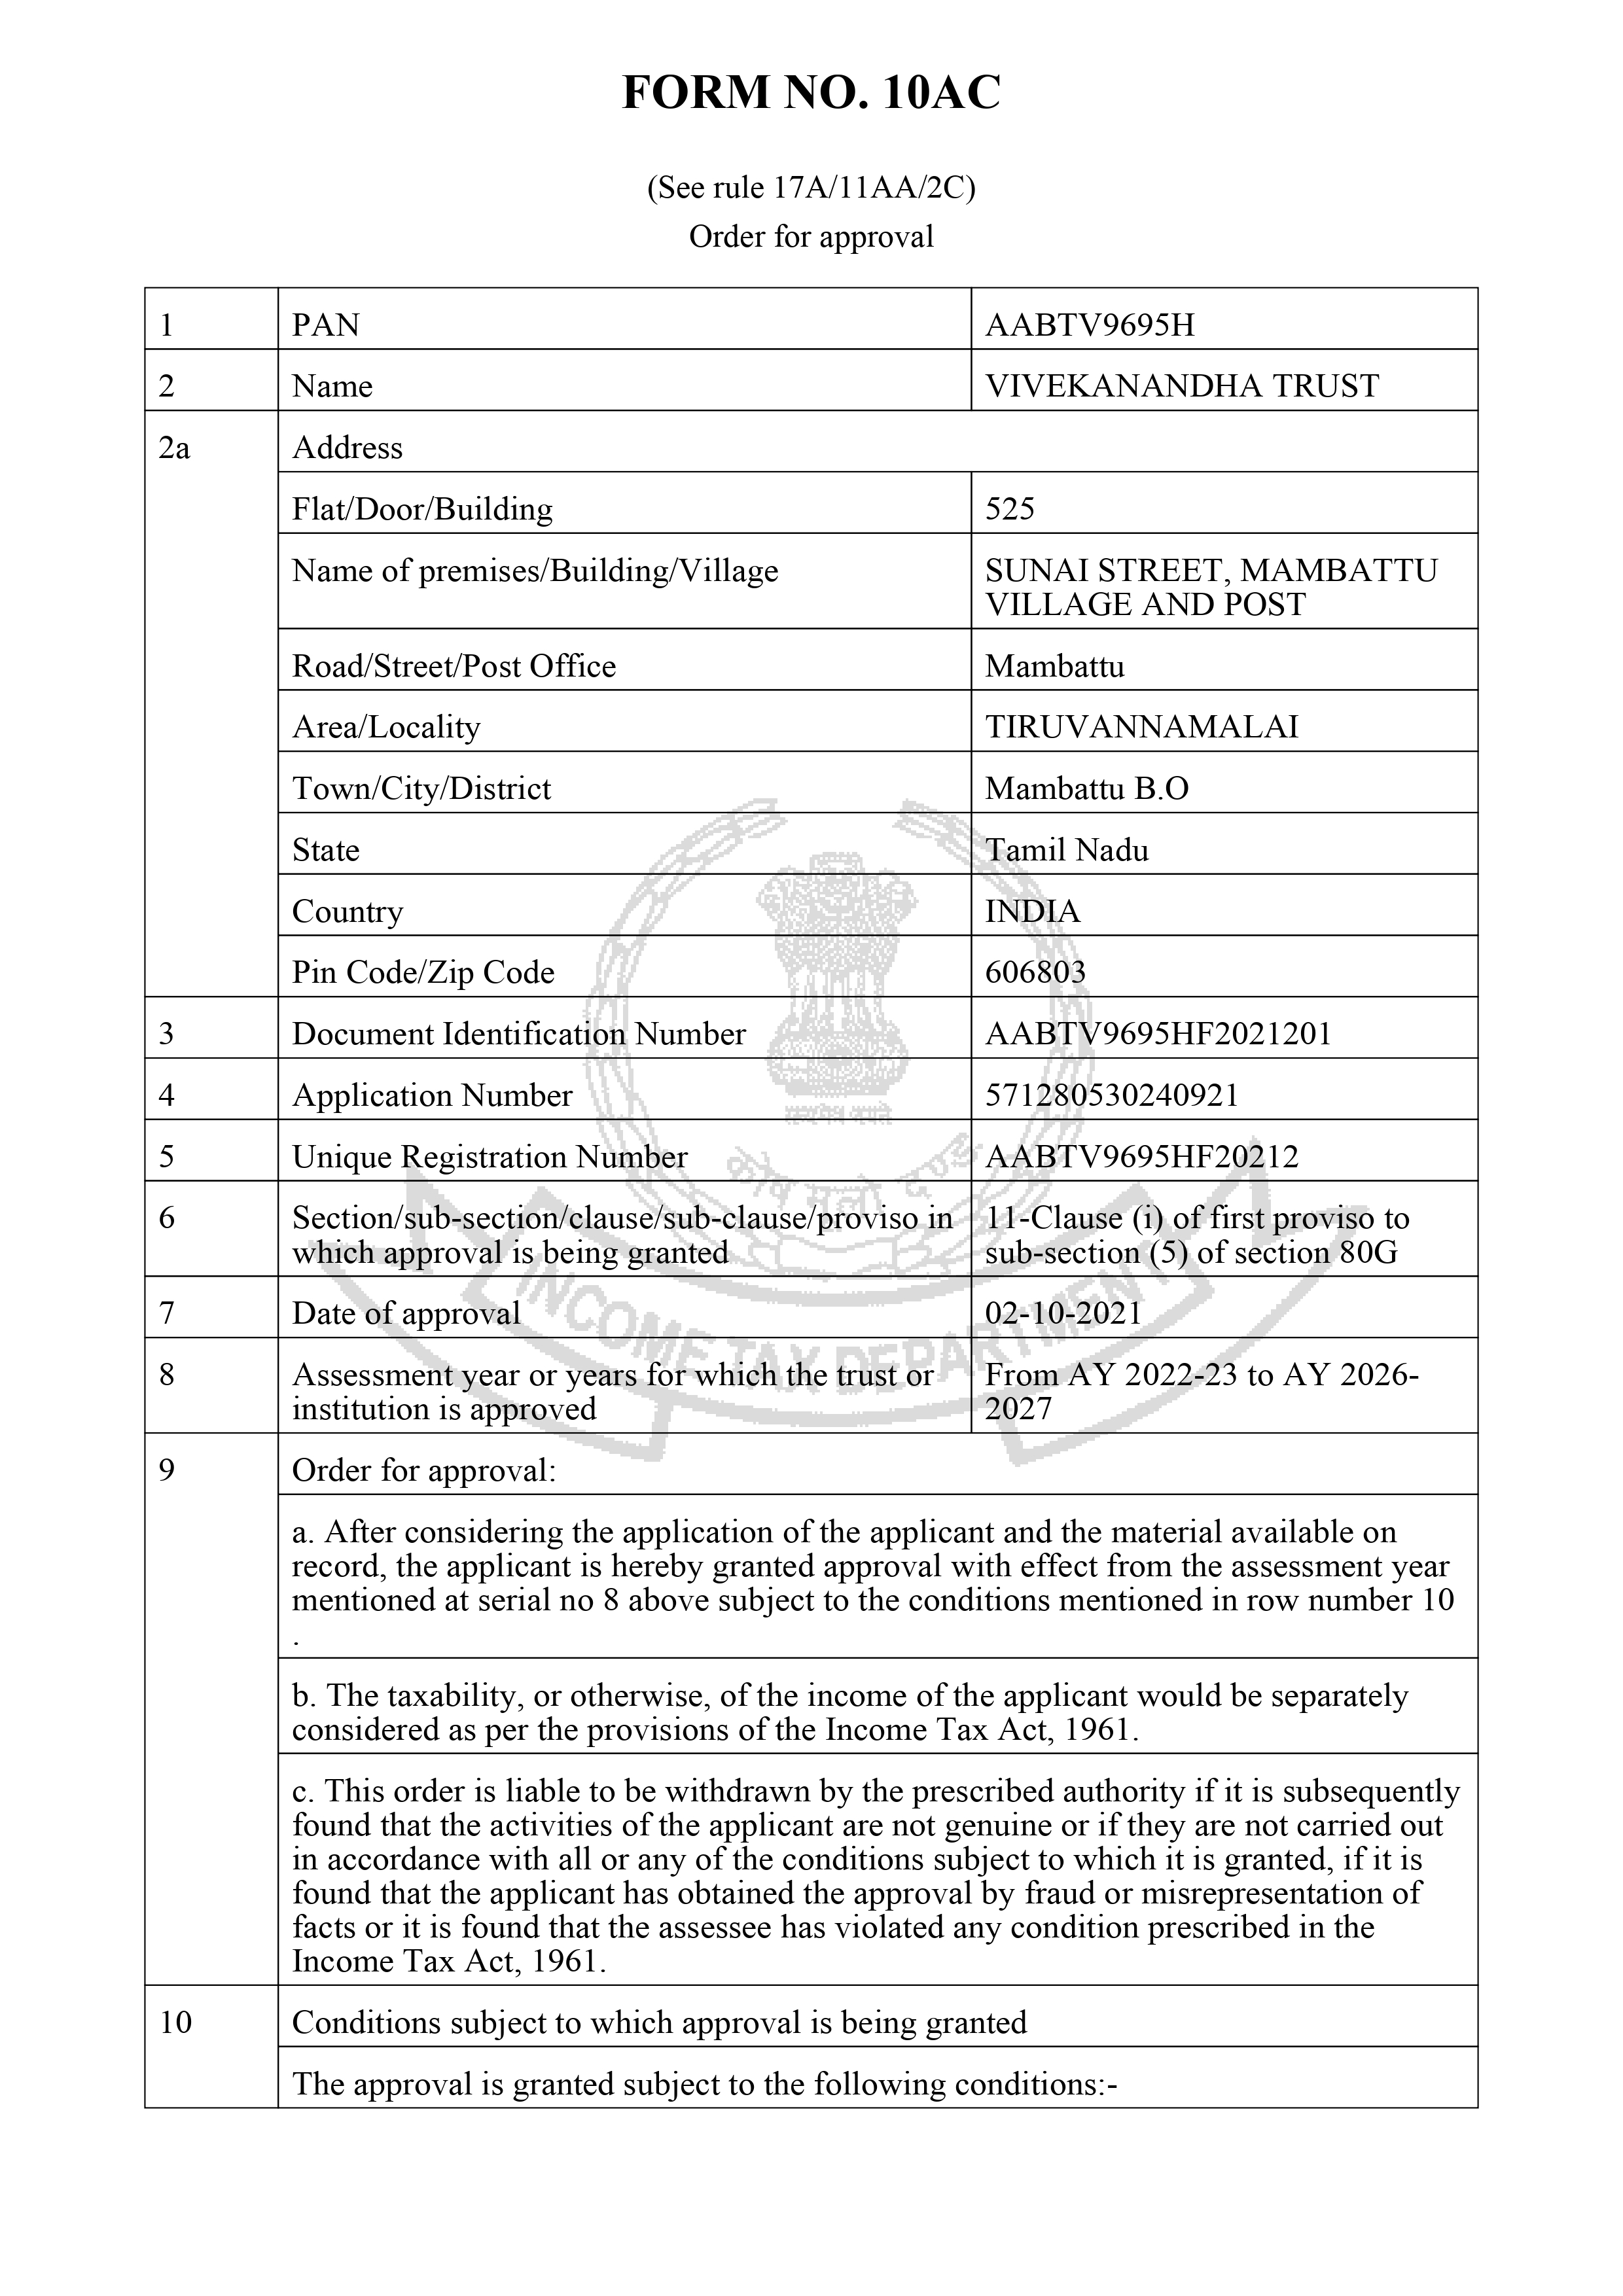 FORM NO. 10AC
(See rule 17A/11AA/2C)
Order for approval
1 PAN AABTV9695H
2 Name VIVEKANANDHA TRUST
2a Address
Flat/Door/Building 525
Name of premises/Building/Village SUNAI STREET, MAMBATTU
VILLAGE AND POST
Road/Street/Post Office Mambattu
Area/Locality TIRUVANNAMALAI
Town/City/District Mambattu B.O
State Tamil Nadu
Country INDIA
Pin Code/Zip Code 606803
3 Document Identification Number AABTV9695HF2021201
4 Application Number 571280530240921
5 Unique Registration Number AABTV9695HF20212
6 Section/sub-section/clause/sub-clause/proviso in 11-Clause (i) of first proviso to
which approval is being granted sub-section (5) of section 80G
7 Date of approval 02-10-2021
8 Assessment year or years for which the trust or From AY 2022-23 to AY 2026-
institution is approved 2027
9 Order for approval:
a. After considering the application of the applicant and the material available on
record, the applicant is hereby granted approval with effect from the assessment year
mentioned at serial no 8 above subject to the conditions mentioned in row number 10
.
b. The taxability, or otherwise, of the income of the applicant would be separately
considered as per the provisions of the Income Tax Act, 1961.
c. This order is liable to be withdrawn by the prescribed authority if it is subsequently
found that the activities of the applicant are not genuine or if they are not carried out
in accordance with all or any of the conditions subject to which it is granted, if it is
found that the applicant has obtained the approval by fraud or misrepresentation of
facts or it is found that the assessee has violated any condition prescribed in the
Income Tax Act, 1961.
10 Conditions subject to which approval is being granted
The approval is granted subject to the following conditions:-
कोष मूलो दण्ड
INCOME TAX DEPARTMENT